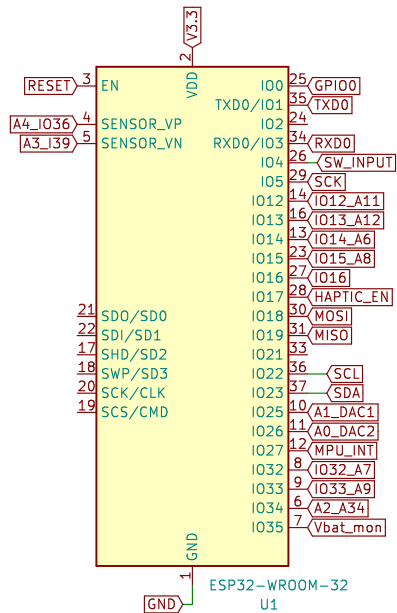 V3.3
2
VDD
RESET 3 EN IO0 25 GPIO0
TXD0/IO1 35 TXD0
A4_IO36 4 SENSOR_VP IO2 24
A3_I39 5 SENSOR_VN RXD0/IO3 34 RXD0
IO4 26 SW_INPUT
IO5 29 SCK
IO12 14 IO12_A11
IO13 16 IO13_A12
IO14 13 IO14_A6
IO15 23 IO15_A8
IO16 27 IO16
IO17 28 HAPTIC_EN
21 SDO/SD0 IO18 30 MOSI
22 SDI/SD1 IO19 31 MISO
17 SHD/SD2 IO21 33
18 SWP/SD3 IO22 36 SCL
20 SCK/CLK IO23 37 SDA
19 SCS/CMD IO25 10 A1_DAC1
IO26 11 A0_DAC2
IO27 12 MPU_INT
IO32 8 IO32_A7
IO33 9 IO33_A9
IO34 6 A2_A34
IO35 7 Vbat_mon
GND
1
ESP32-WROOM-32
GND U1